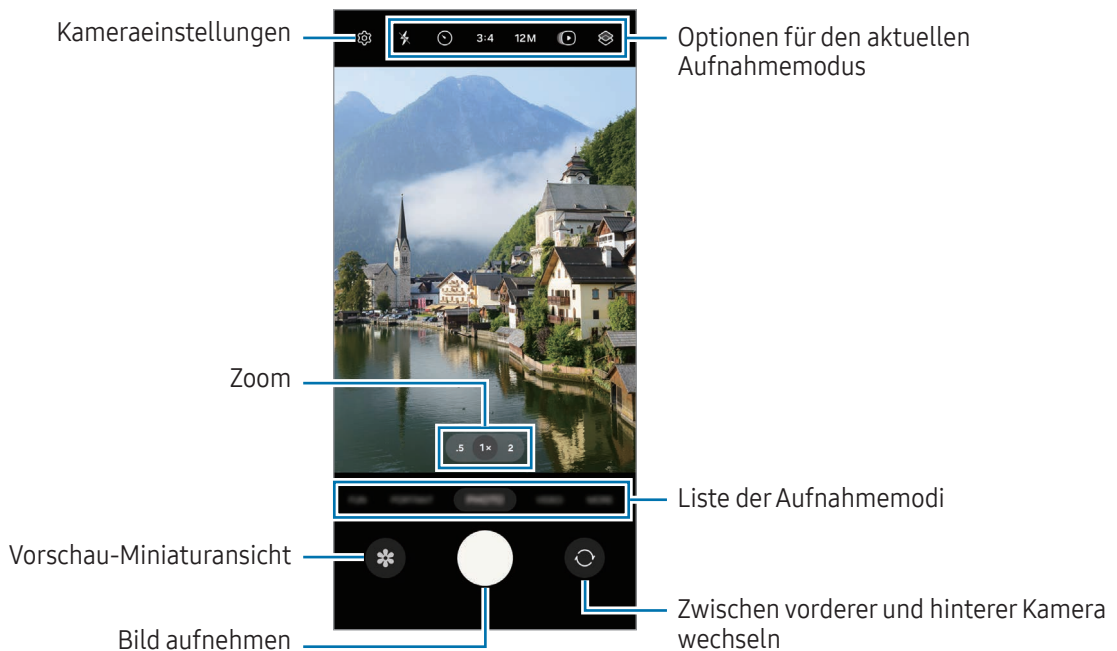 Kameraeinstellungen
3:4 12M
Optionen für den aktuellen
Aufnahmemodus
Zoom
.5 1× 2
Liste der Aufnahmemodi
Vorschau-Miniaturansicht
Zwischen vorderer und hinterer Kamera
wechseln
Bild aufnehmen